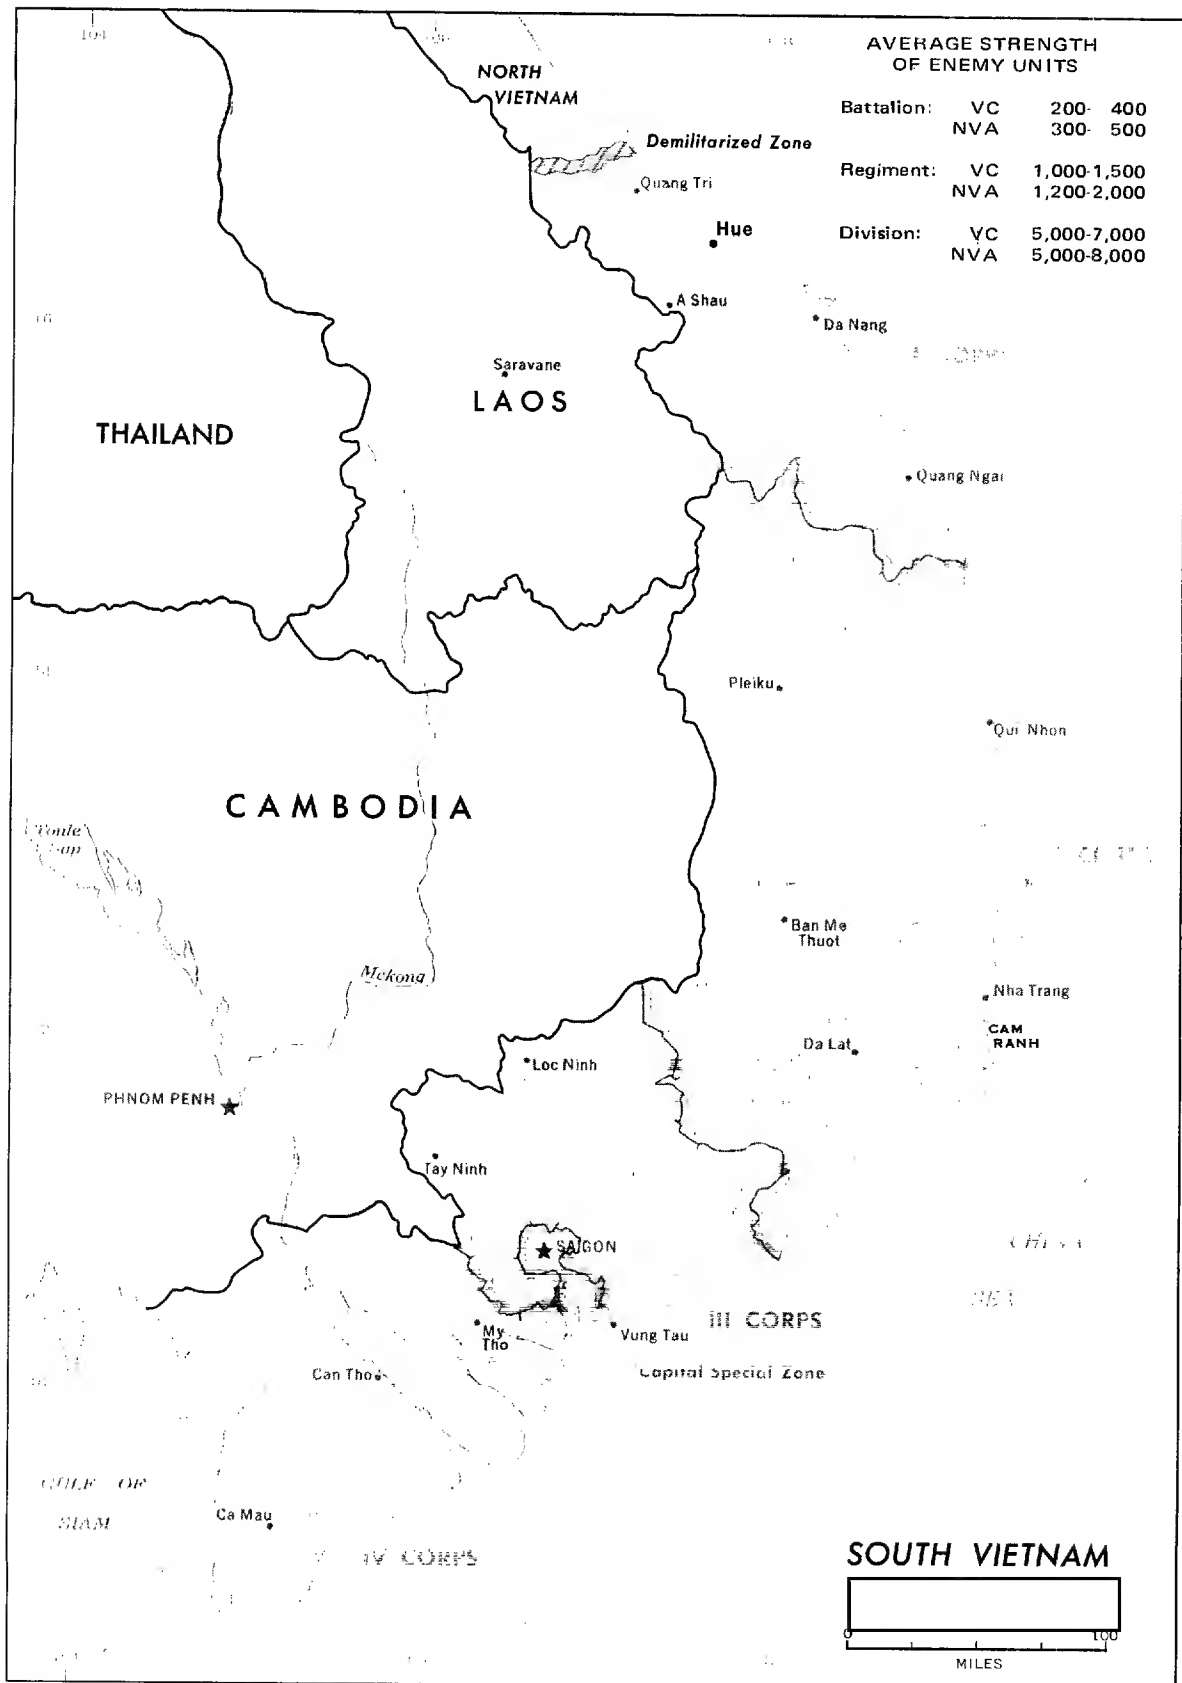 104
AVERAGE STRENGTH
OF ENEMY UNITS
NORTH
VIETNAM
Battalion: VC 200- 400
NVA 300- 500
Demilitarized Zone
Regiment: VC 1,000-1,500
NVA 1,200-2,000
Quang Tri
Hue
Division: VC 5,000-7,000
NVA 5,000-8,000
A Shau
16
Da Nang
Saravane
LAOS
THAILAND
Quang Ngai
Pleiku
Qui Nhon
CAMBODIA
Tonle
Sap
Ban Me
Thuot
Mekong
Nha Trang
CAM
RANH
Da Lat
Loc Ninh
PHNOM PENH
Tay Ninh
SAIGON
CHINA
SEA
III CORPS
My
Tho
Vung Tau
Capital Special Zone
Can Tho
GULF OF
SIAM
Ca Mau
IV CORPS
SOUTH VIETNAM
0 100
MILES